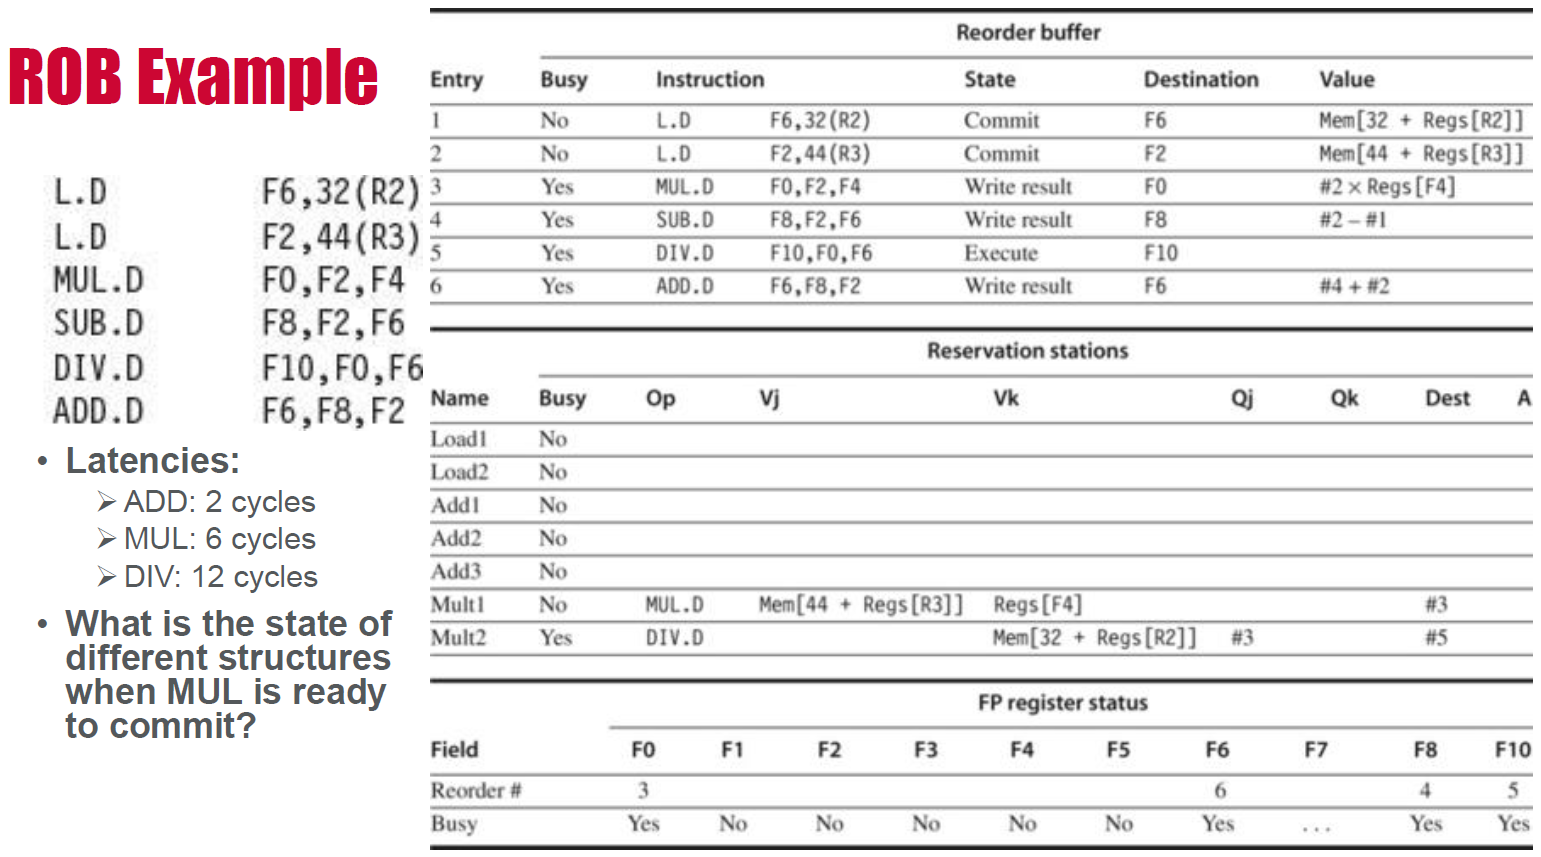 ROB Example
L.D F6,32(R2)
L.D F2,44(R3)
MUL.D F0,F2,F4
SUB.D F8,F2,F6
DIV.D F10,F0,F6
ADD.D F6,F8,F2
• Latencies:
➢ ADD: 2 cycles
➢ MUL: 6 cycles
➢ DIV: 12 cycles
• What is the state of
different structures
when MUL is ready
to commit?
Reorder buffer
Entry Busy Instruction State Destination Value
1 No L.D F6,32(R2) Commit F6 Mem[32 + Regs[R2]]
2 No L.D F2,44(R3) Commit F2 Mem[44 + Regs[R3]]
3 Yes MUL.D F0,F2,F4 Write result F0 #2 × Regs[F4]
4 Yes SUB.D F8,F2,F6 Write result F8 #2 – #1
5 Yes DIV.D F10,F0,F6 Execute F10
6 Yes ADD.D F6,F8,F2 Write result F6 #4 + #2
Reservation stations
Name Busy Op Vj Vk Qj Qk Dest A
Load1 No
Load2 No
Add1 No
Add2 No
Add3 No
Mult1 No MUL.D Mem[44 + Regs[R3]] Regs[F4] #3
Mult2 Yes DIV.D Mem[32 + Regs[R2]] #3 #5
FP register status
Field F0 F1 F2 F3 F4 F5 F6 F7 F8 F10
Reorder # 3 6 4 5
Busy Yes No No No No No Yes ... Yes Yes